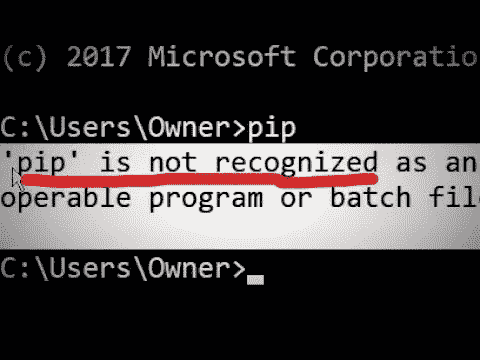 (c) 2017 Microsoft Corporatio
C:\Users\Owner>pip
'pip' is not recognized as an
operable program or batch fil
C:\Users\Owner>